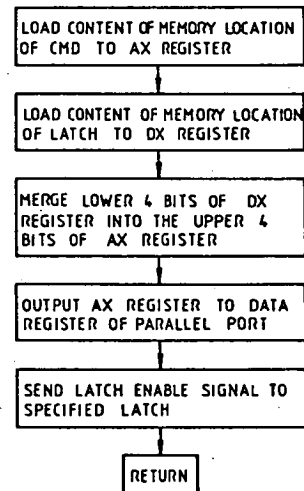 LOAD CONTENT OF MEMORY LOCATION
OF CMD TO AX REGISTER
LOAD CONTENT OF MEMORY LOCATION
OF LATCH TO DX REGISTER
MERGE LOWER 4 BITS OF DX
REGISTER INTO THE UPPER 4
BITS OF AX REGISTER
OUTPUT AX REGISTER TO DATA
REGISTER OF PARALLEL PORT
SEND LATCH ENABLE SIGNAL TO
SPECIFIED LATCH
RETURN